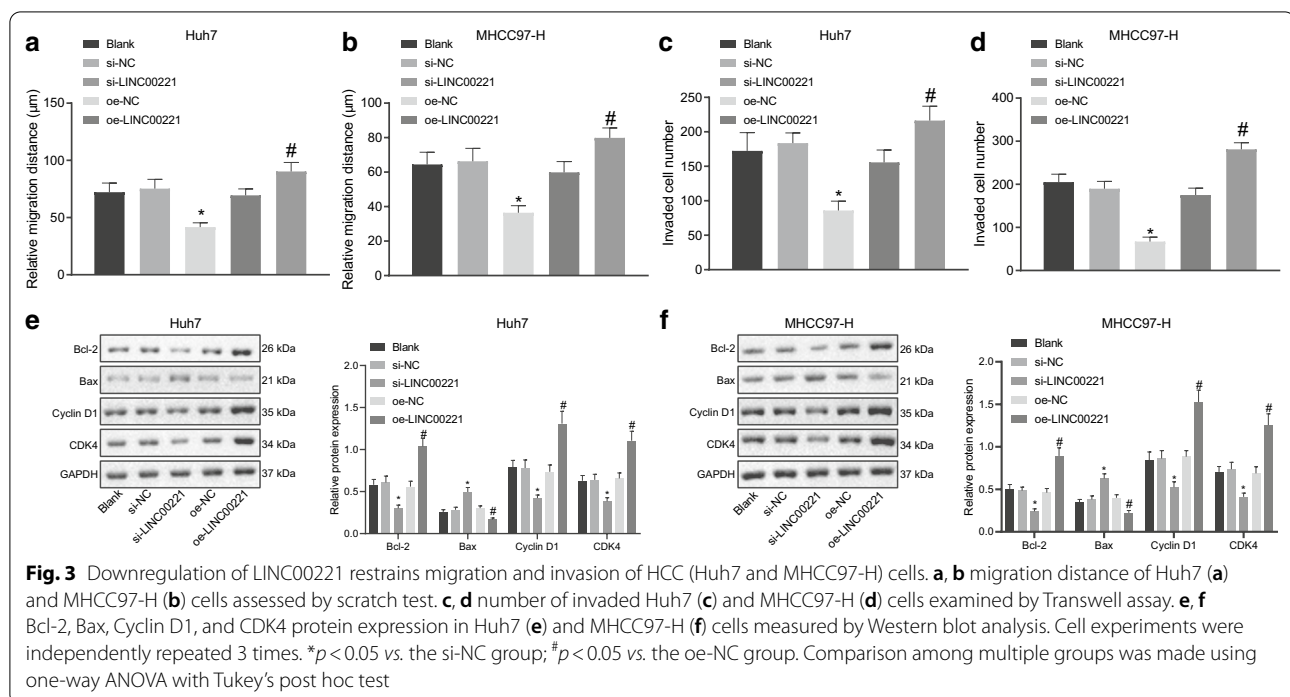 a
Huh7
Blank
si-NC
si-LINC00221
oe-NC
oe-LINC00221
Relative migration distance (µm)
150
100
50
0
*
#
b
MHCC97-H
Blank
si-NC
si-LINC00221
oe-NC
oe-LINC00221
Relative migration distance (µm)
100
80
60
40
20
0
*
#
c
Huh7
Blank
si-NC
si-LINC00221
oe-NC
oe-LINC00221
Invaded cell number
250
200
150
100
50
0
*
#
d
MHCC97-H
Blank
si-NC
si-LINC00221
oe-NC
oe-LINC00221
Invaded cell number
400
300
200
100
0
*
#
e
Huh7
Bcl-2 26 kDa
Bax 21 kDa
Cyclin D1 35 kDa
CDK4 34 kDa
GAPDH 37 kDa
Blank
si-NC
si-LINC00221
oe-NC
oe-LINC00221
Huh7
Blank
si-NC
si-LINC00221
oe-NC
oe-LINC00221
Relative protein expression
2.0
1.5
1.0
0.5
0.0
* # * # * # * #
Bcl-2 Bax Cyclin D1 CDK4
f
MHCC97-H
Bcl-2 26 kDa
Bax 21 kDa
Cyclin D1 35 kDa
CDK4 34 kDa
GAPDH 37 kDa
Blank
si-NC
si-LINC00221
oe-NC
oe-LINC00221
MHCC97-H
Blank
si-NC
si-LINC00221
oe-NC
oe-LINC00221
Relative protein expression
2.0
1.5
1.0
0.5
0.0
* # * # * # * #
Bcl-2 Bax Cyclin D1 CDK4
Fig. 3 Downregulation of LINC00221 restrains migration and invasion of HCC (Huh7 and MHCC97-H) cells. a, b migration distance of Huh7 (a)
and MHCC97-H (b) cells assessed by scratch test. c, d number of invaded Huh7 (c) and MHCC97-H (d) cells examined by Transwell assay. e, f
Bcl-2, Bax, Cyclin D1, and CDK4 protein expression in Huh7 (e) and MHCC97-H (f) cells measured by Western blot analysis. Cell experiments were
independently repeated 3 times. *p < 0.05 vs. the si-NC group; #p < 0.05 vs. the oe-NC group. Comparison among multiple groups was made using
one-way ANOVA with Tukey's post hoc test